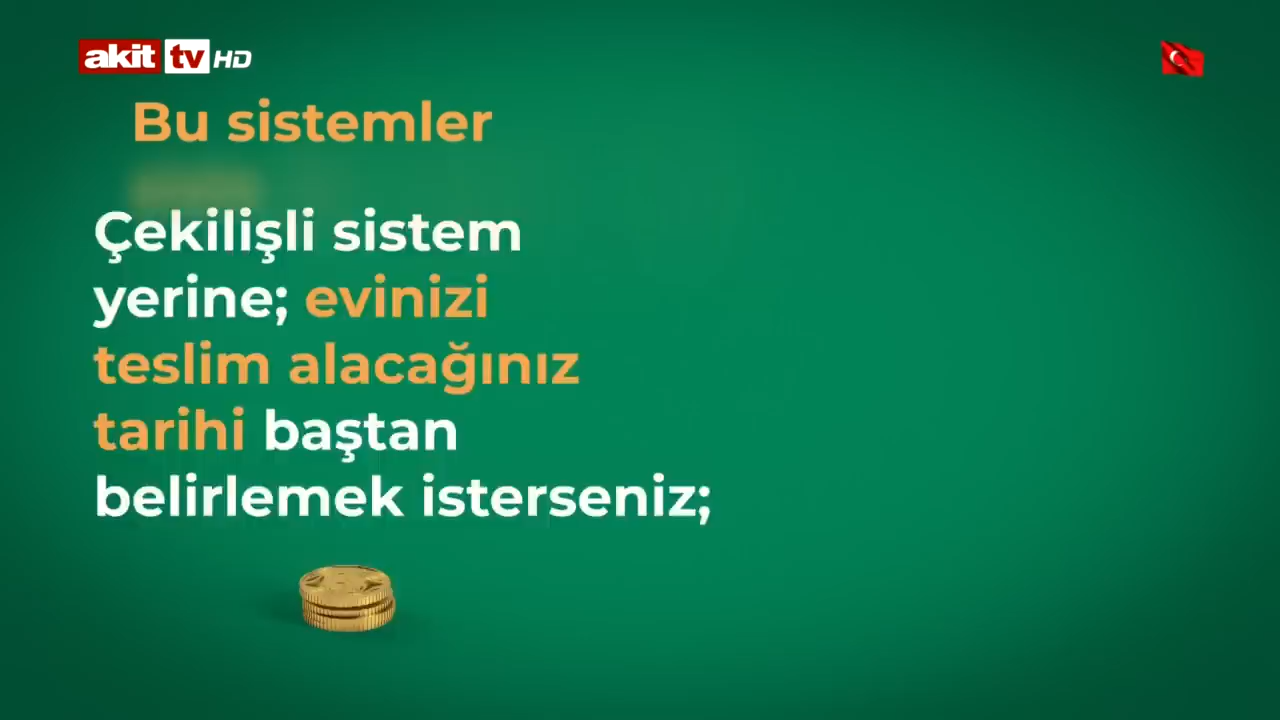 akit tv HD
Bu sistemler
Çekilişli sistem
yerine; evinizi
teslim alacağınız
tarihi baştan
belirlemek isterseniz;